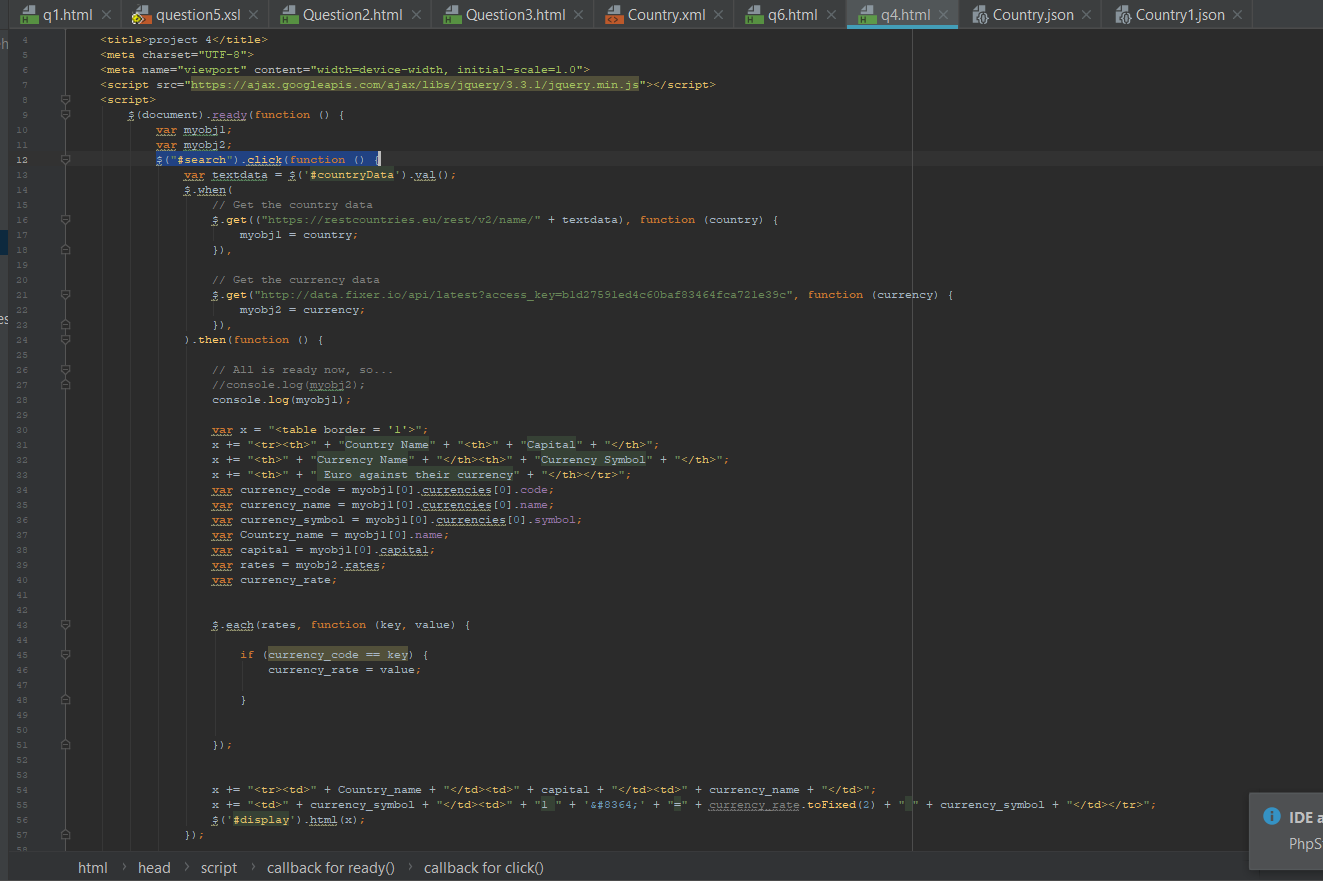 q1.html question5.xsl Question2.html Question3.html Country.xml q6.html q4.html Country.json Country1.json
4 <title>project 4</title>
5 <meta charset="UTF-8">
6 <meta name="viewport" content="width=device-width, initial-scale=1.0">
7 <script src="https://ajax.googleapis.com/ajax/libs/jquery/3.3.1/jquery.min.js"></script>
8 <script>
9 $(document).ready(function () {
10 var myobj1;
11 var myobj2;
12 $("#search").click(function () {
13 var textdata = $('#countryData').val();
14 $.when(
15 // Get the country data
16 $.get(("https://restcountries.eu/rest/v2/name/" + textdata), function (country) {
17 myobj1 = country;
18 }),
19
20 // Get the currency data
21 $.get("http://data.fixer.io/api/latest?access_key=b1d27591ed4c60baf83464fca721e39c", function (currency) {
22 myobj2 = currency;
23 }),
24 ).then(function () {
25
26 // All is ready now, so...
27 //console.log(myobj2);
28 console.log(myobj1);
29
30 var x = "<table border = '1'>";
31 x += "<tr><th>" + "Country Name" + "<th>" + "Capital" + "</th>";
32 x += "<th>" + "Currency Name" + "</th><th>" + "Currency Symbol" + "</th>";
33 x += "<th>" + " Euro against their currency" + "</th></tr>";
34 var currency_code = myobj1[0].currencies[0].code;
35 var currency_name = myobj1[0].currencies[0].name;
36 var currency_symbol = myobj1[0].currencies[0].symbol;
37 var Country_name = myobj1[0].name;
38 var capital = myobj1[0].capital;
39 var rates = myobj2.rates;
40 var currency_rate;
41
42
43 $.each(rates, function (key, value) {
44
45 if (currency_code == key) {
46 currency_rate = value;
47
48 }
49
50
51 });
52
53
54 x += "<tr><td>" + Country_name + "</td><td>" + capital + "</td><td>" + currency_name + "</td>";
55 x += "<td>" + currency_symbol + "</td><td>" + "1 " + '&#8364;' + "=" + currency_rate.toFixed(2) + " " + currency_symbol + "</td></tr>";
56 $('#display').html(x);
57 });
58
IDE a
PhpS
html head script callback for ready() callback for click()